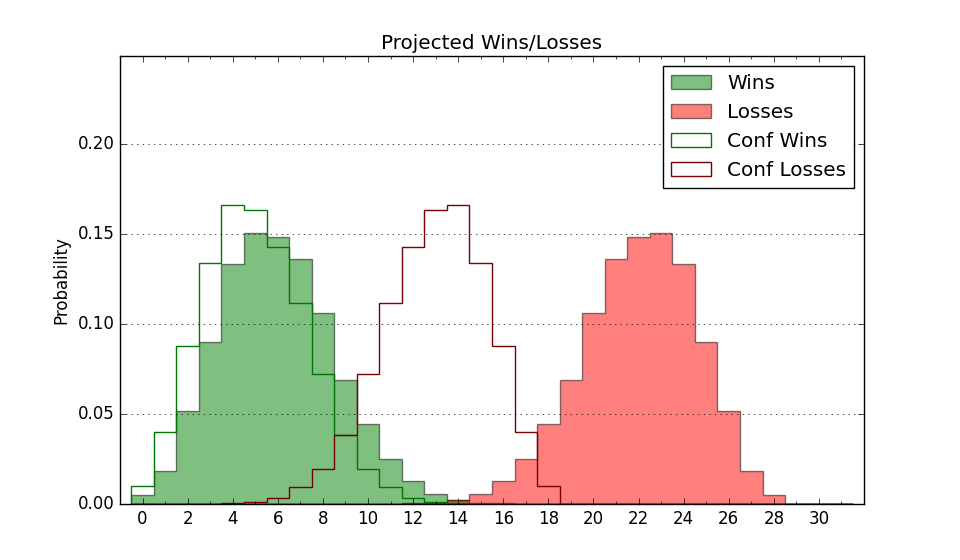 Projected Wins/Losses
Wins
Losses
Conf Wins
Conf Losses
Probability
0.20
0.15
0.10
0.05
0.00
0 2 4 6 8 10 12 14 16 18 20 22 24 26 28 30